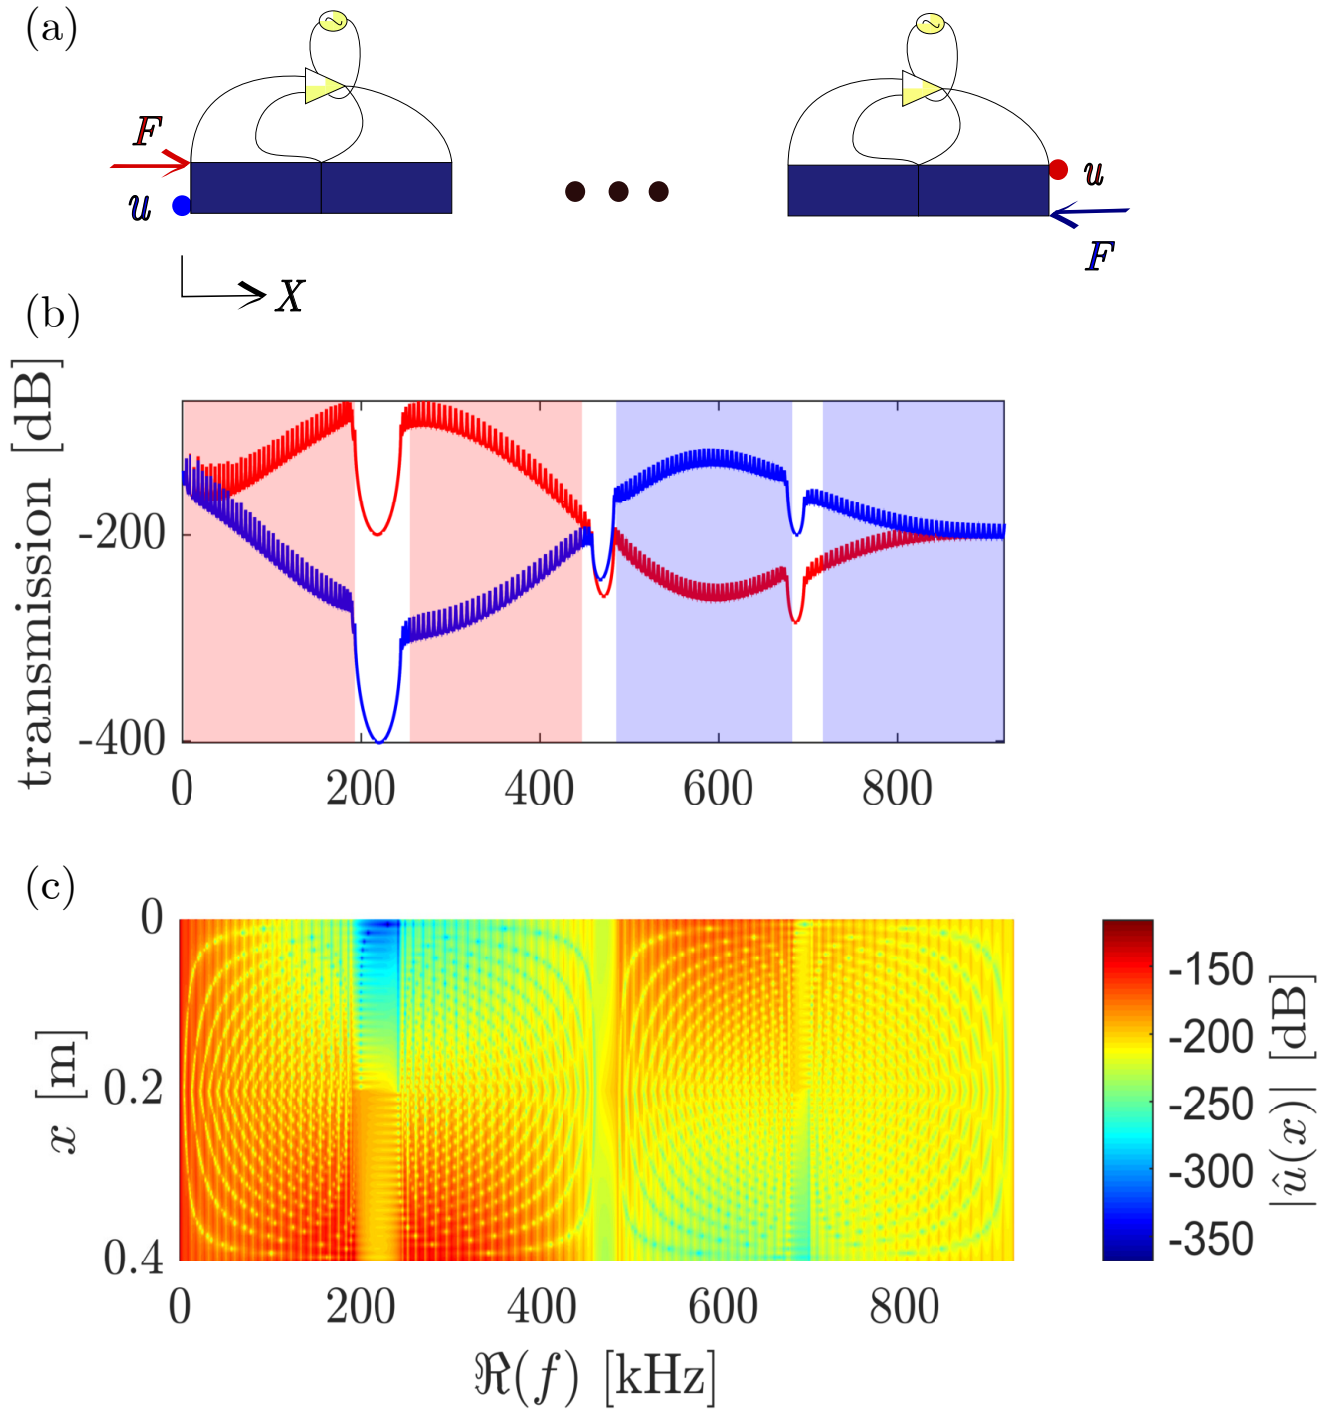 (a)
F
u
u
F
X
(b)
transmission [dB]
-200
-400
0 200 400 600 800
(c)
x [m]
0
0.2
0.4
0 200 400 600 800
ℜ(f) [kHz]
-150
-200
-250
-300
-350
|û(x)| [dB]